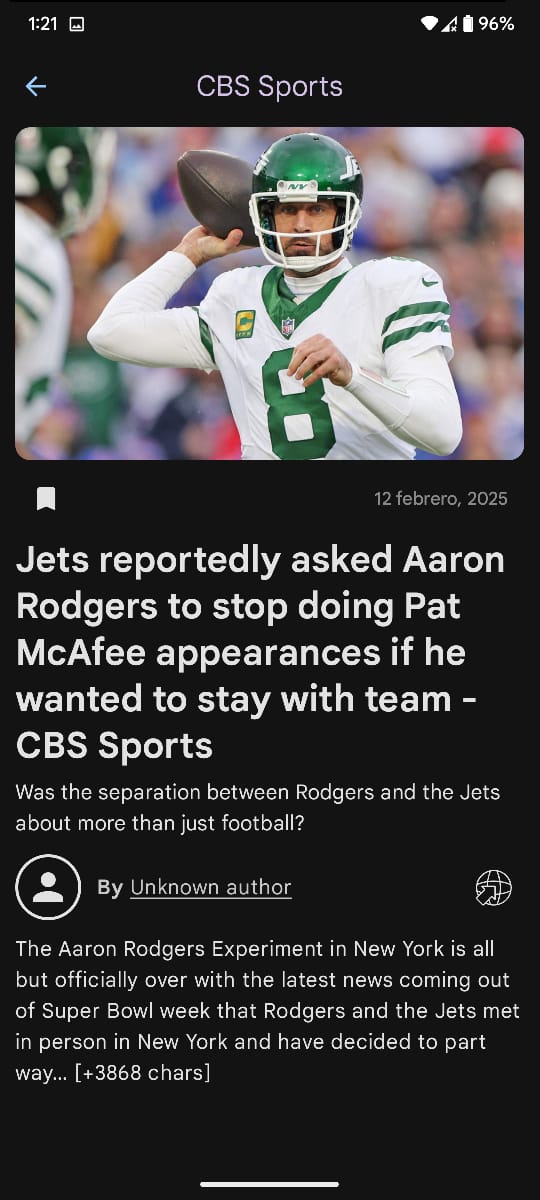 1:21 96%
CBS Sports
NY
8
C
NFL
8
12 febrero, 2025
Jets reportedly asked Aaron
Rodgers to stop doing Pat
McAfee appearances if he
wanted to stay with team -
CBS Sports
Was the separation between Rodgers and the Jets
about more than just football?
By Unknown author
The Aaron Rodgers Experiment in New York is all
but officially over with the latest news coming out
of Super Bowl week that Rodgers and the Jets met
in person in New York and have decided to part
way... [+3868 chars]